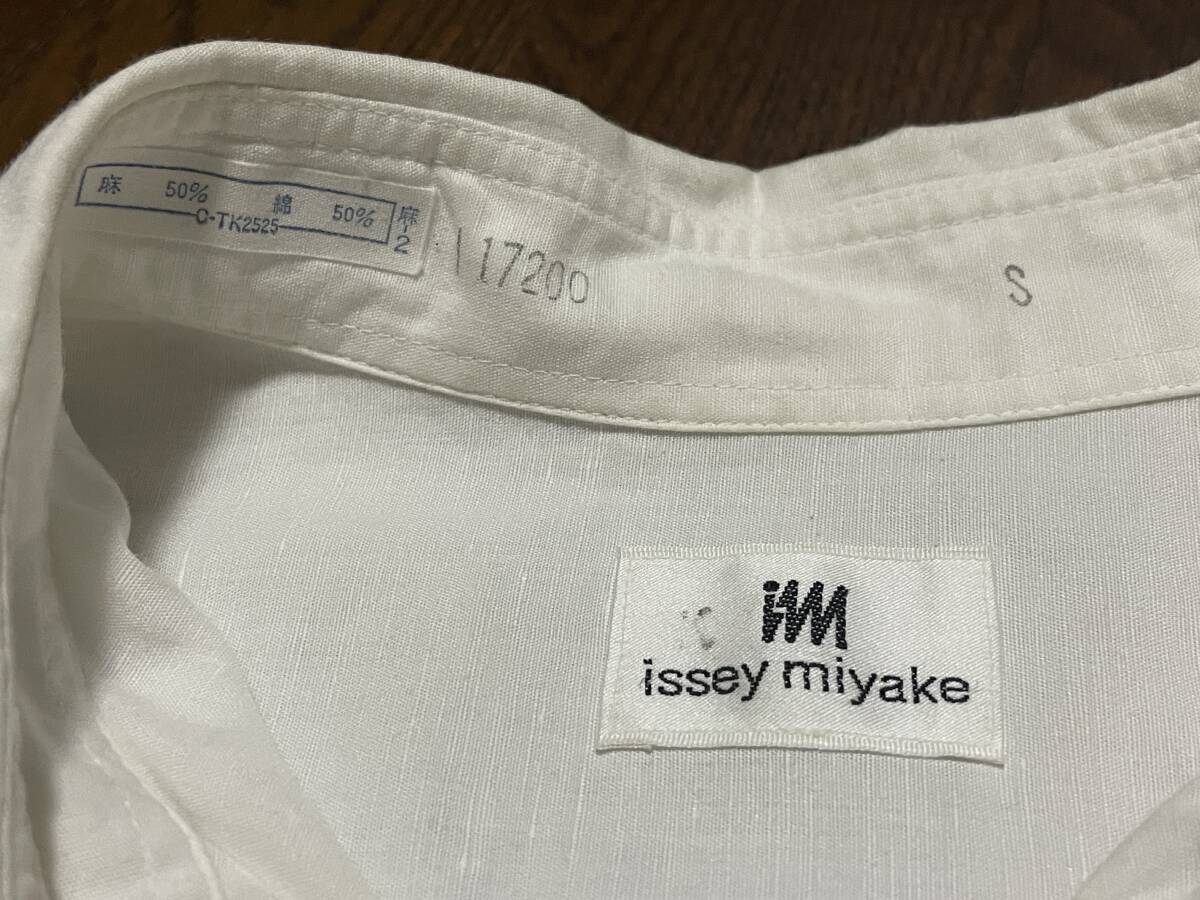 麻 50% 綿 50%
C-TK2525
麻-2
17200
S
im
issey miyake